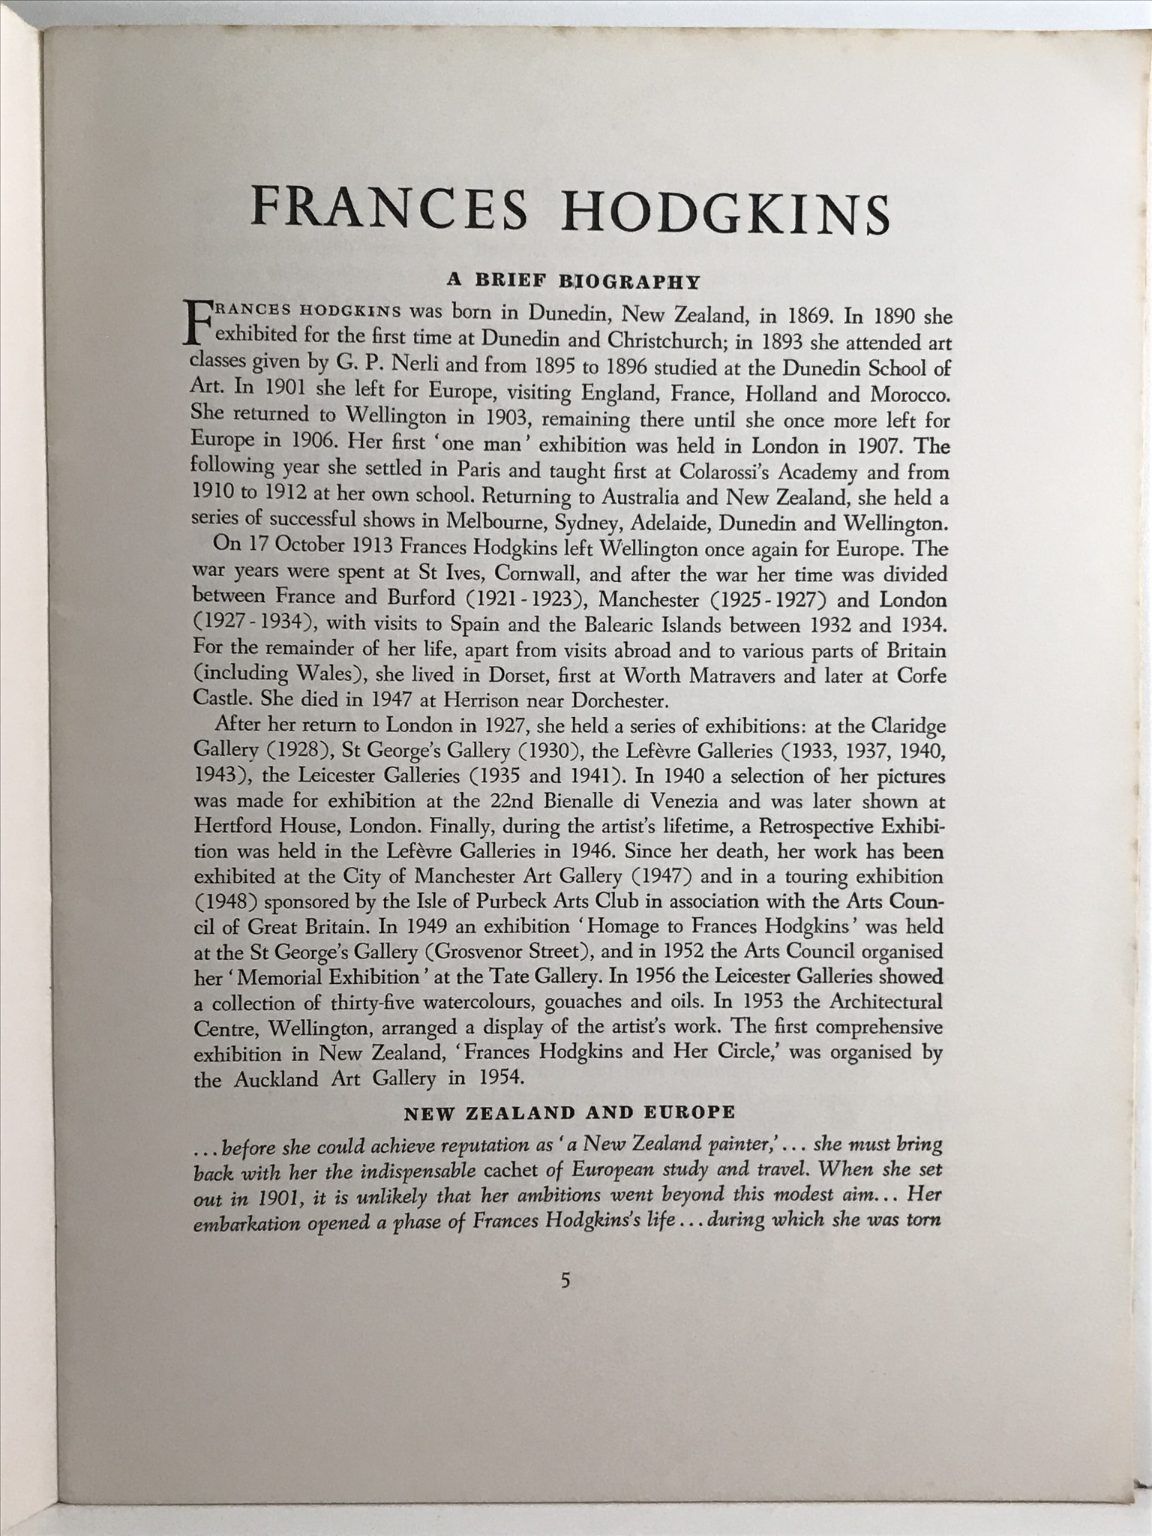 FRANCES HODGKINS
A BRIEF BIOGRAPHY
FRANCES HODGKINS was born in Dunedin, New Zealand, in 1869. In 1890 she
exhibited for the first time at Dunedin and Christchurch; in 1893 she attended art
classes given by G. P. Nerli and from 1895 to 1896 studied at the Dunedin School of
Art. In 1901 she left for Europe, visiting England, France, Holland and Morocco.
She returned to Wellington in 1903, remaining there until she once more left for
Europe in 1906. Her first ‘one man’ exhibition was held in London in 1907. The
following year she settled in Paris and taught first at Colarossi’s Academy and from
1910 to 1912 at her own school. Returning to Australia and New Zealand, she held a
series of successful shows in Melbourne, Sydney, Adelaide, Dunedin and Wellington.
On 17 October 1913 Frances Hodgkins left Wellington once again for Europe. The
war years were spent at St Ives, Cornwall, and after the war her time was divided
between France and Burford (1921-1923), Manchester (1925-1927) and London
(1927-1934), with visits to Spain and the Balearic Islands between 1932 and 1934.
For the remainder of her life, apart from visits abroad and to various parts of Britain
(including Wales), she lived in Dorset, first at Worth Matravers and later at Corfe
Castle. She died in 1947 at Herrison near Dorchester.
After her return to London in 1927, she held a series of exhibitions: at the Claridge
Gallery (1928), St George’s Gallery (1930), the Lefèvre Galleries (1933, 1937, 1940,
1943), the Leicester Galleries (1935 and 1941). In 1940 a selection of her pictures
was made for exhibition at the 22nd Bienalle di Venezia and was later shown at
Hertford House, London. Finally, during the artist’s lifetime, a Retrospective Exhibi-
tion was held in the Lefèvre Galleries in 1946. Since her death, her work has been
exhibited at the City of Manchester Art Gallery (1947) and in a touring exhibition
(1948) sponsored by the Isle of Purbeck Arts Club in association with the Arts Coun-
cil of Great Britain. In 1949 an exhibition ‘Homage to Frances Hodgkins’ was held
at the St George’s Gallery (Grosvenor Street), and in 1952 the Arts Council organised
her ‘Memorial Exhibition’ at the Tate Gallery. In 1956 the Leicester Galleries showed
a collection of thirty-five watercolours, gouaches and oils. In 1953 the Architectural
Centre, Wellington, arranged a display of the artist’s work. The first comprehensive
exhibition in New Zealand, ‘Frances Hodgkins and Her Circle,’ was organised by
the Auckland Art Gallery in 1954.
NEW ZEALAND AND EUROPE
...before she could achieve reputation as ‘a New Zealand painter,’... she must bring
back with her the indispensable cachet of European study and travel. When she set
out in 1901, it is unlikely that her ambitions went beyond this modest aim... Her
embarkation opened a phase of Frances Hodgkins’s life...during which she was torn
5